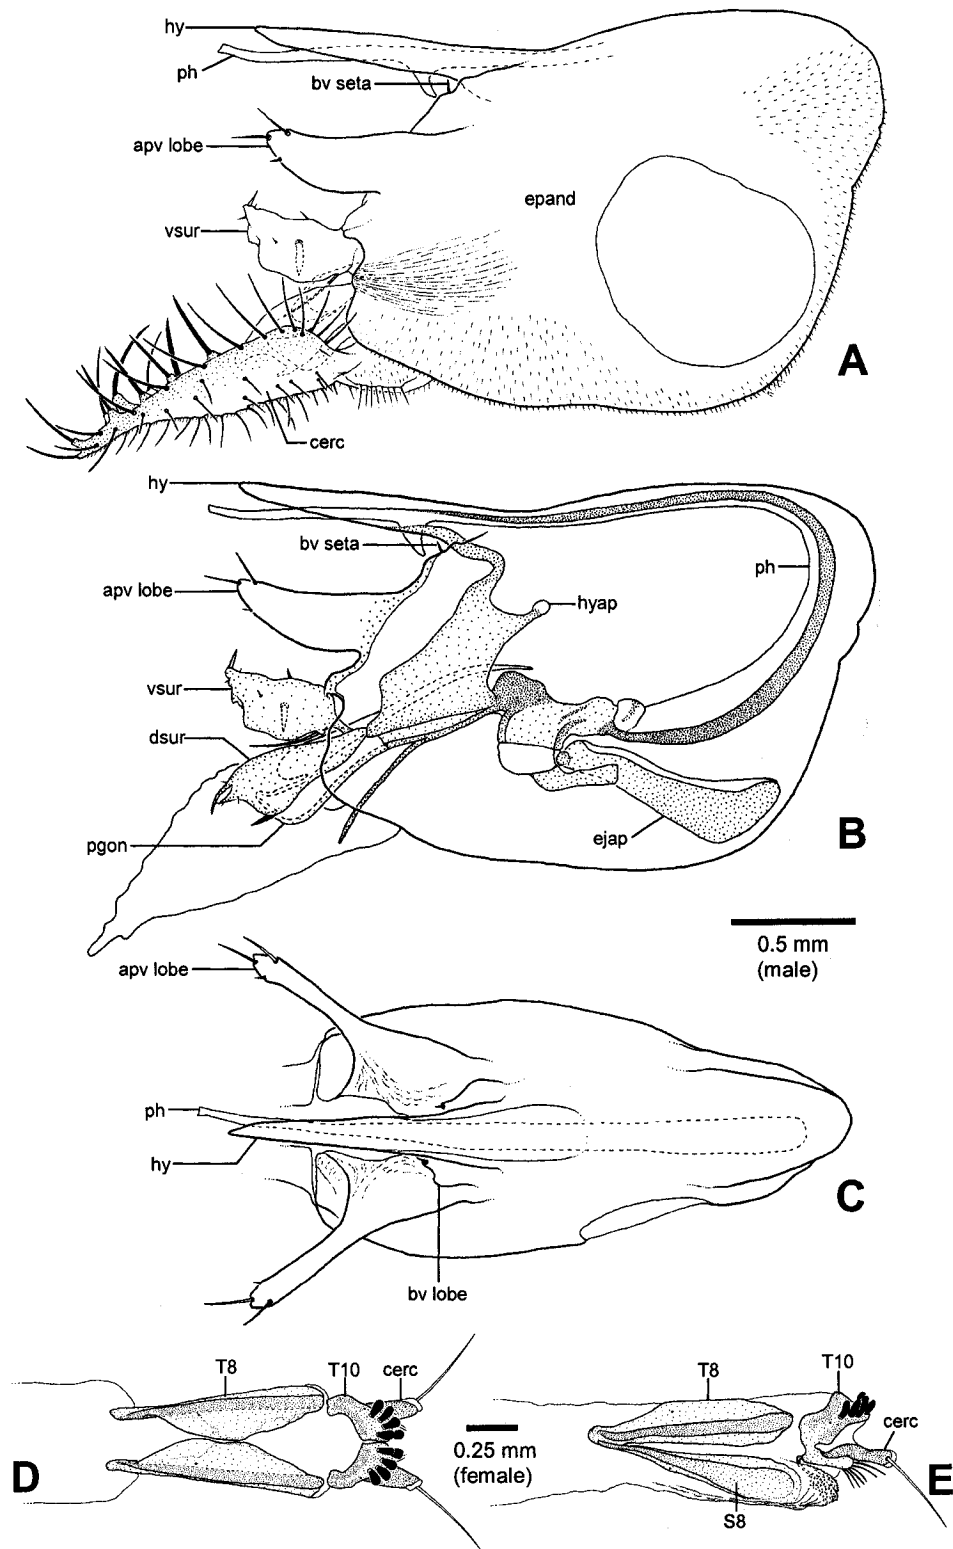 hy
ph
bv seta
apv lobe
epand
vsur
A
cerc
hy
bv seta
ph
apv lobe
hyap
vsur
dsur
B
pgon
ejap
0.5 mm
(male)
apv lobe
ph
hy
C
bv lobe
T8
T10
cerc
T8
T10
cerc
0.25 mm
(female)
D
E
S8